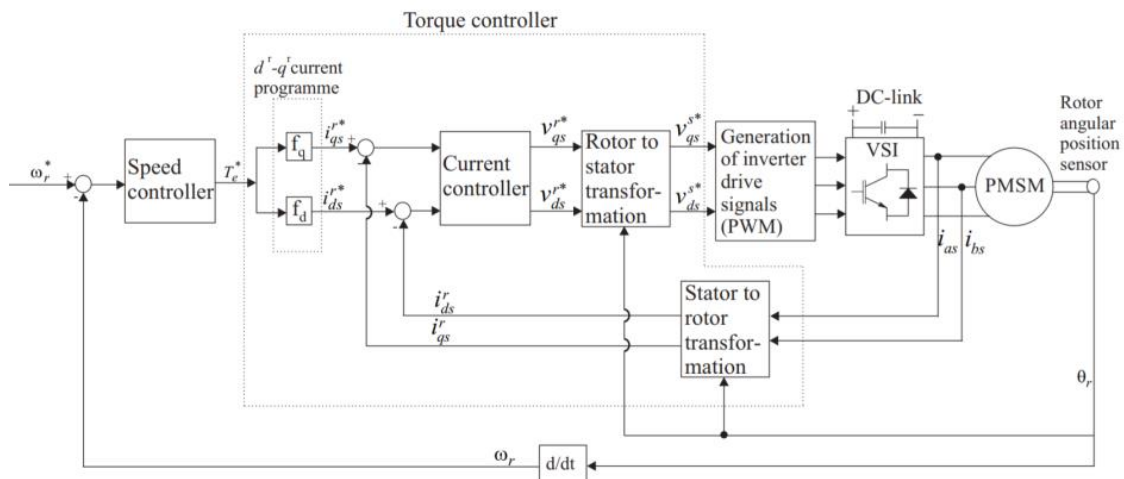 Torque controller
d^r-q^r current
programme
ω_r^*
+
-
Speed
controller
T_e^*
f_q
f_d
i_qs^r*
i_ds^r*
+
-
+
-
Current
controller
v_qs^r*
v_ds^r*
Rotor to
stator
transfor-
mation
v_qs^s*
v_ds^s*
Generation
of inverter
drive
signals
(PWM)
DC-link
+
−
VSI
PMSM
Rotor
angular
position
sensor
i_as
i_bs
i_ds^r
i_qs^r
Stator to
rotor
transfor-
mation
θ_r
ω_r
d/dt